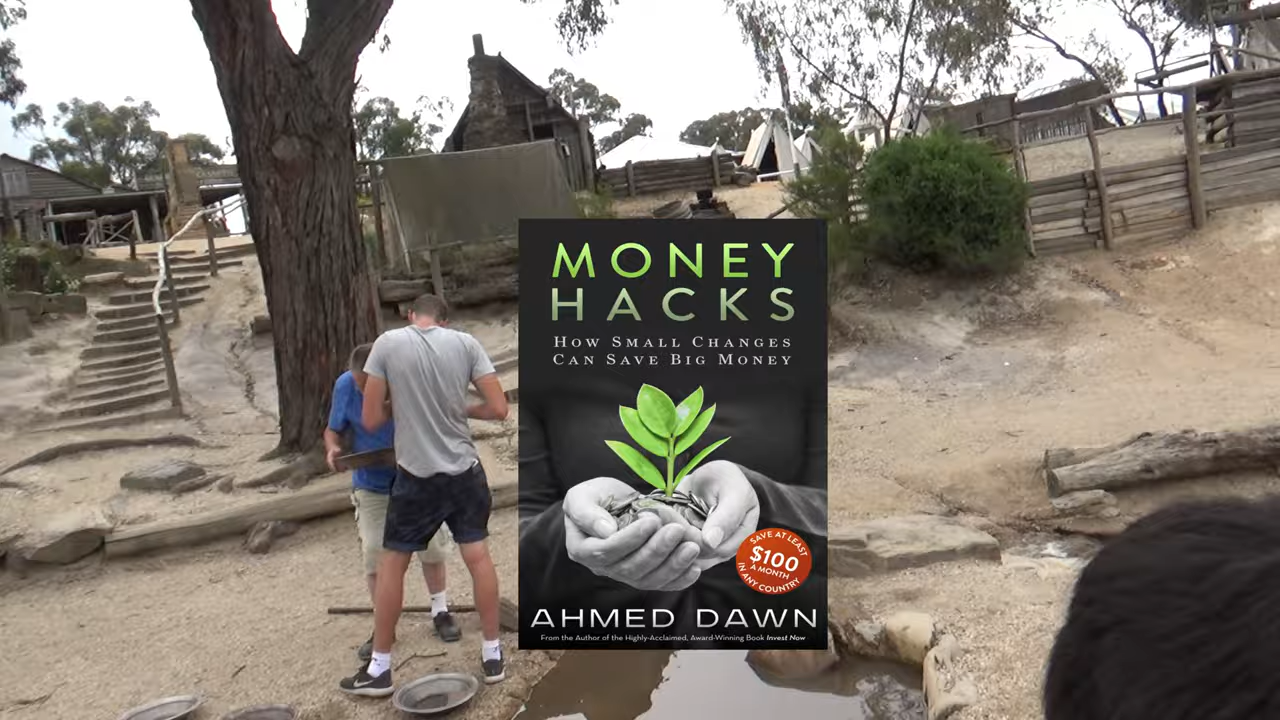 MONEY
HACKS
HOW SMALL CHANGES
CAN SAVE BIG MONEY
SAVE AT LEAST
$100
A MONTH
IN ANY COUNTRY
AHMED DAWN
From the Author of the Highly-Acclaimed, Award-Winning Book Invest Now